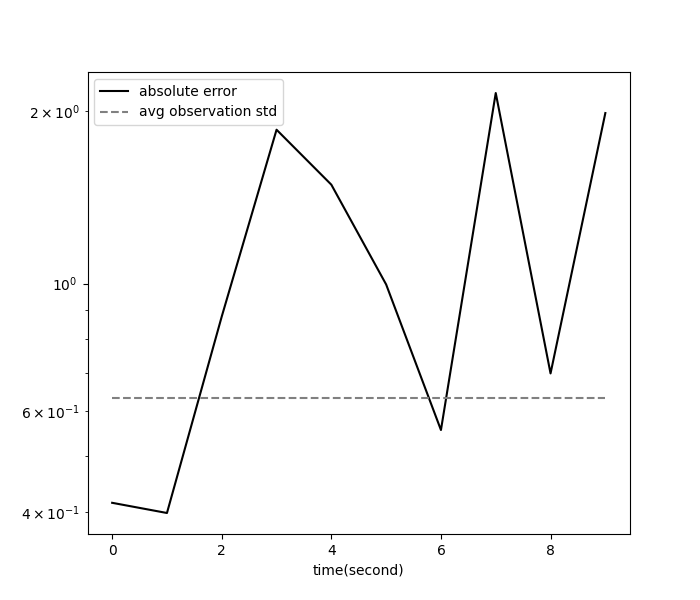 absolute error
avg observation std
2 × 10⁰
10⁰
6 × 10⁻¹
4 × 10⁻¹
0 2 4 6 8
time(second)